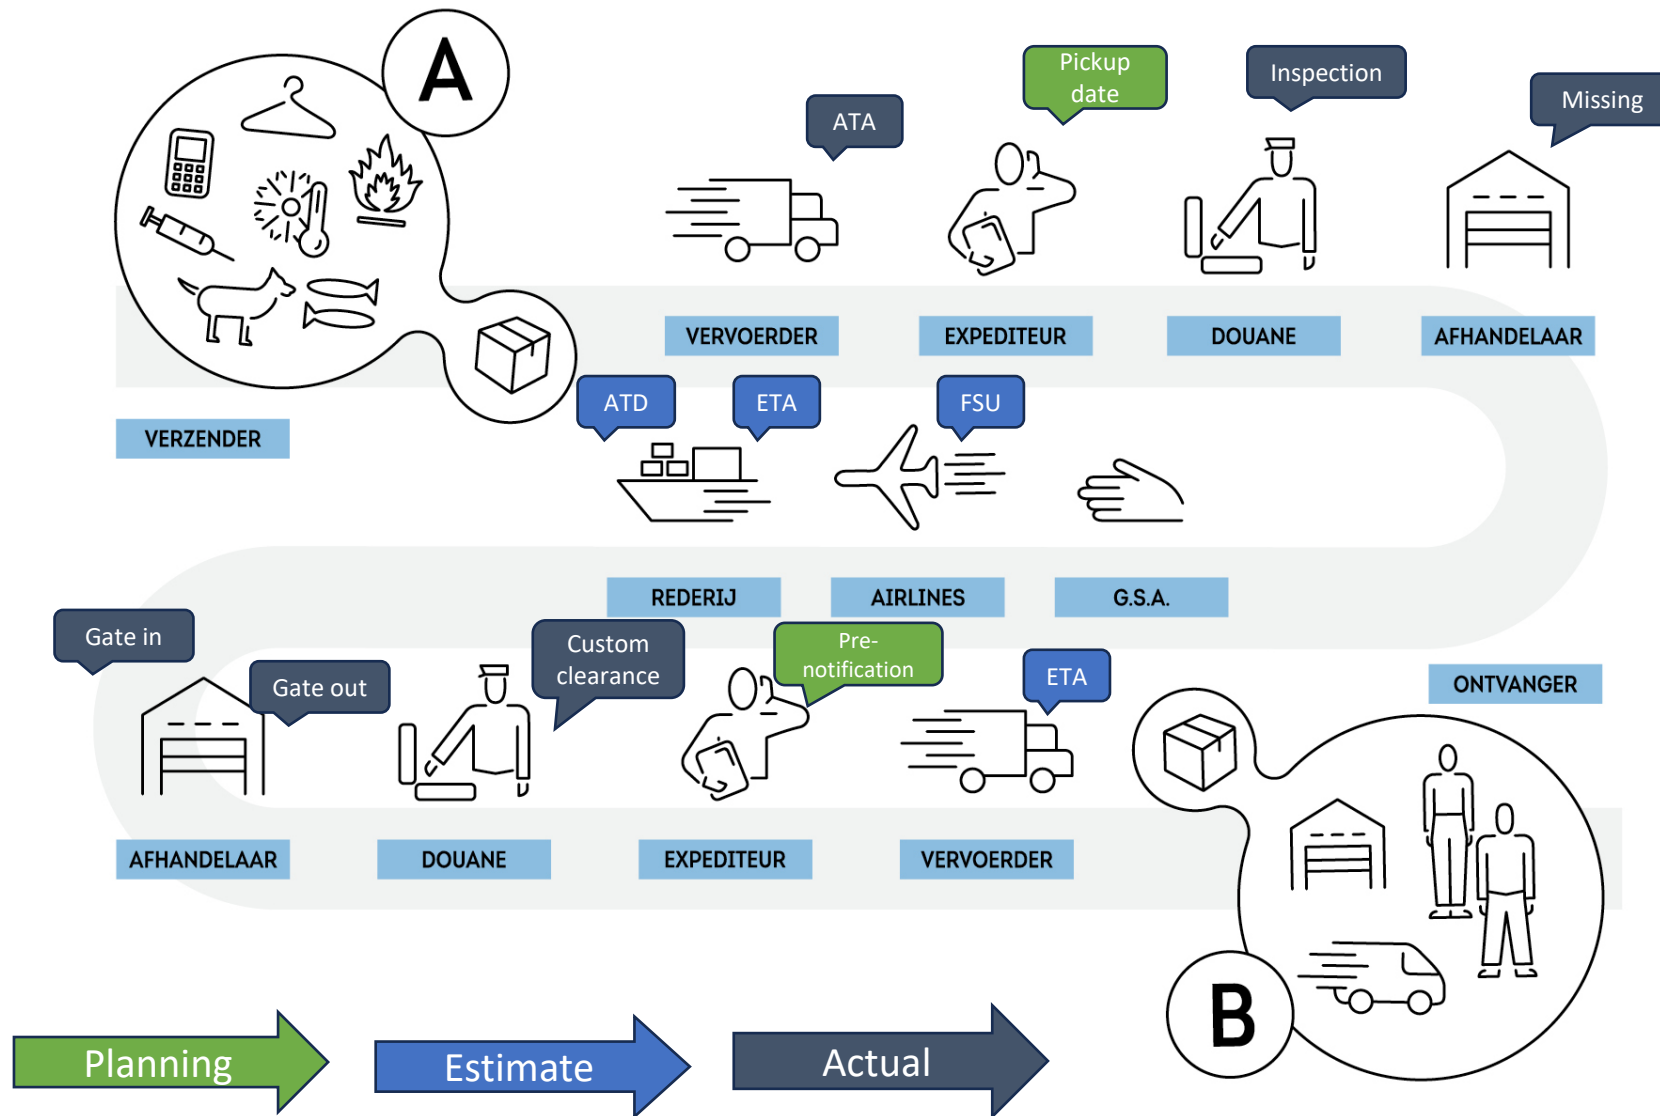 A
Pickup
date
Inspection
Missing
ATA
VERVOERDER
EXPEDITEUR
DOUANE
AFHANDELAAR
ATD
ETA
FSU
VERZENDER
REDERIJ
AIRLINES
G.S.A.
Gate in
Gate out
Custom
clearance
Pre-
notification
ETA
ONTVANGER
AFHANDELAAR
DOUANE
EXPEDITEUR
VERVOERDER
B
Planning
Estimate
Actual